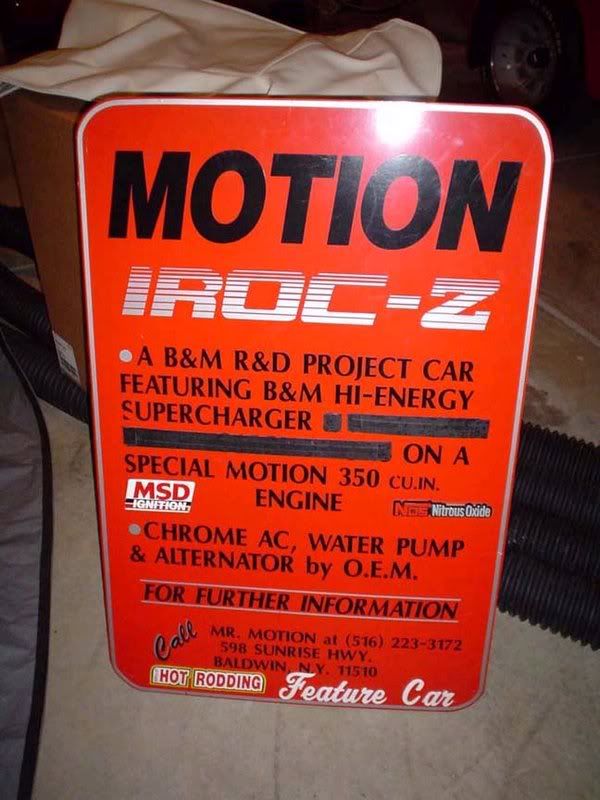 MOTION
IROC-Z
A B&M R&D PROJECT CAR
FEATURING B&M HI-ENERGY
SUPERCHARGER
ON A
SPECIAL MOTION 350 CU.IN.
ENGINE
MSD
IGNITION
NOS Nitrous Oxide
CHROME AC, WATER PUMP
& ALTERNATOR by O.E.M.
FOR FURTHER INFORMATION
Call MR. MOTION at (516) 223-3172
598 SUNRISE HWY.
BALDWIN, N.Y. 11510
HOT RODDING Feature Car